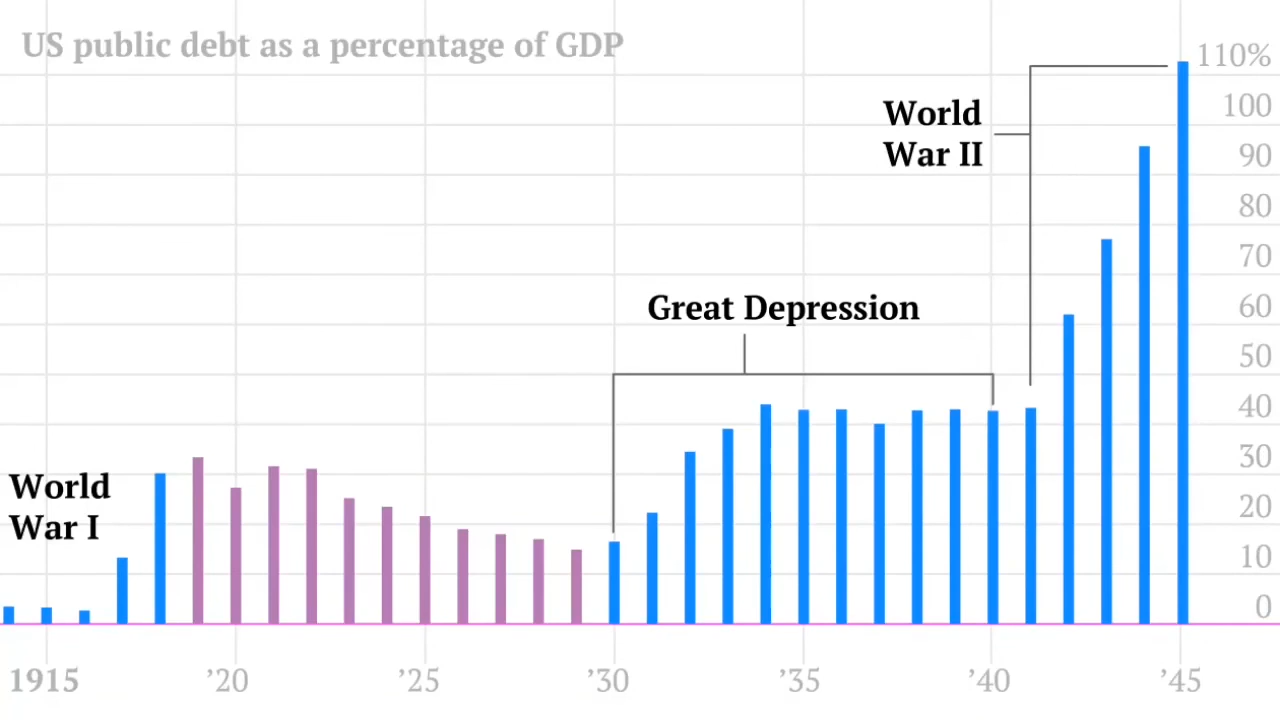 US public debt as a percentage of GDP
110%
100
World
War II
90
80
70
Great Depression
60
50
40
World
War I
30
20
10
0
1915 ’20 ’25 ’30 ’35 ’40 ’45